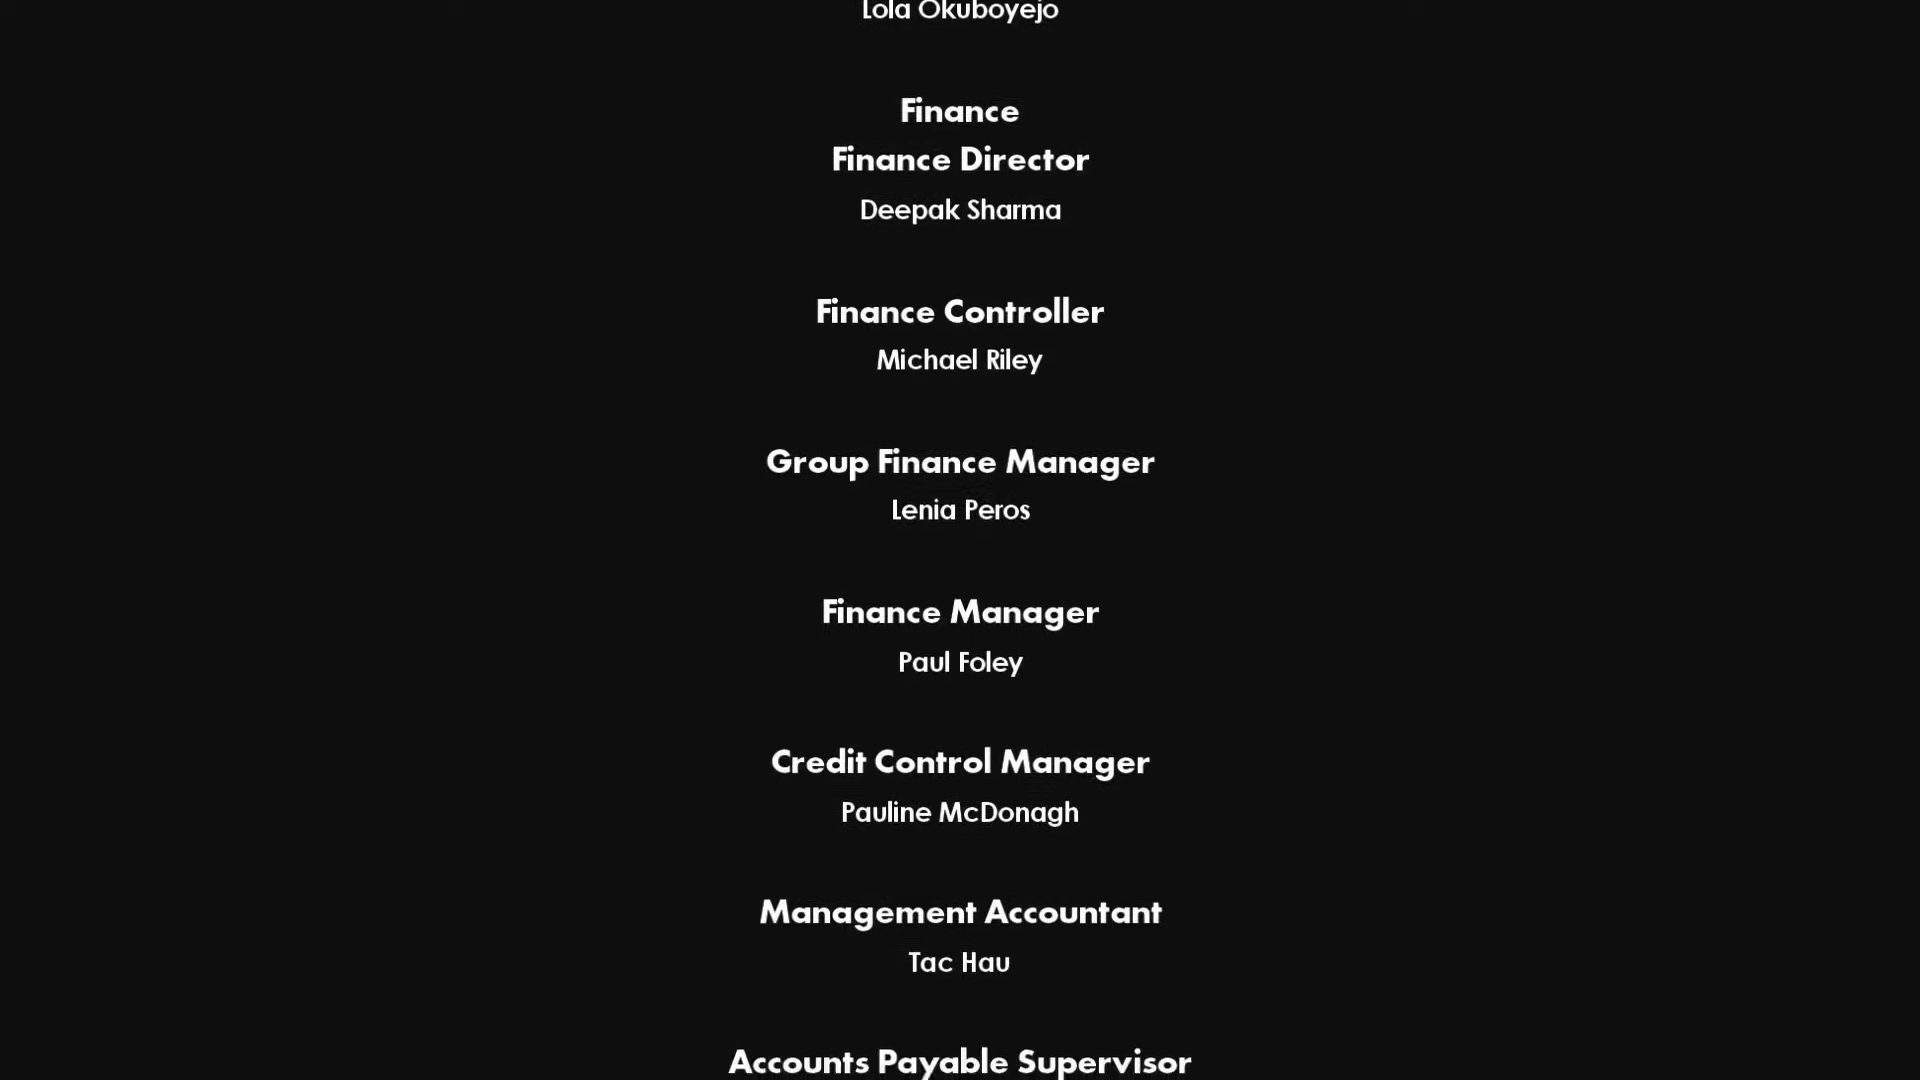 Lola Okuboyejo
Finance
Finance Director
Deepak Sharma
Finance Controller
Michael Riley
Group Finance Manager
Lenia Peros
Finance Manager
Paul Foley
Credit Control Manager
Pauline McDonagh
Management Accountant
Tac Hau
Accounts Payable Supervisor